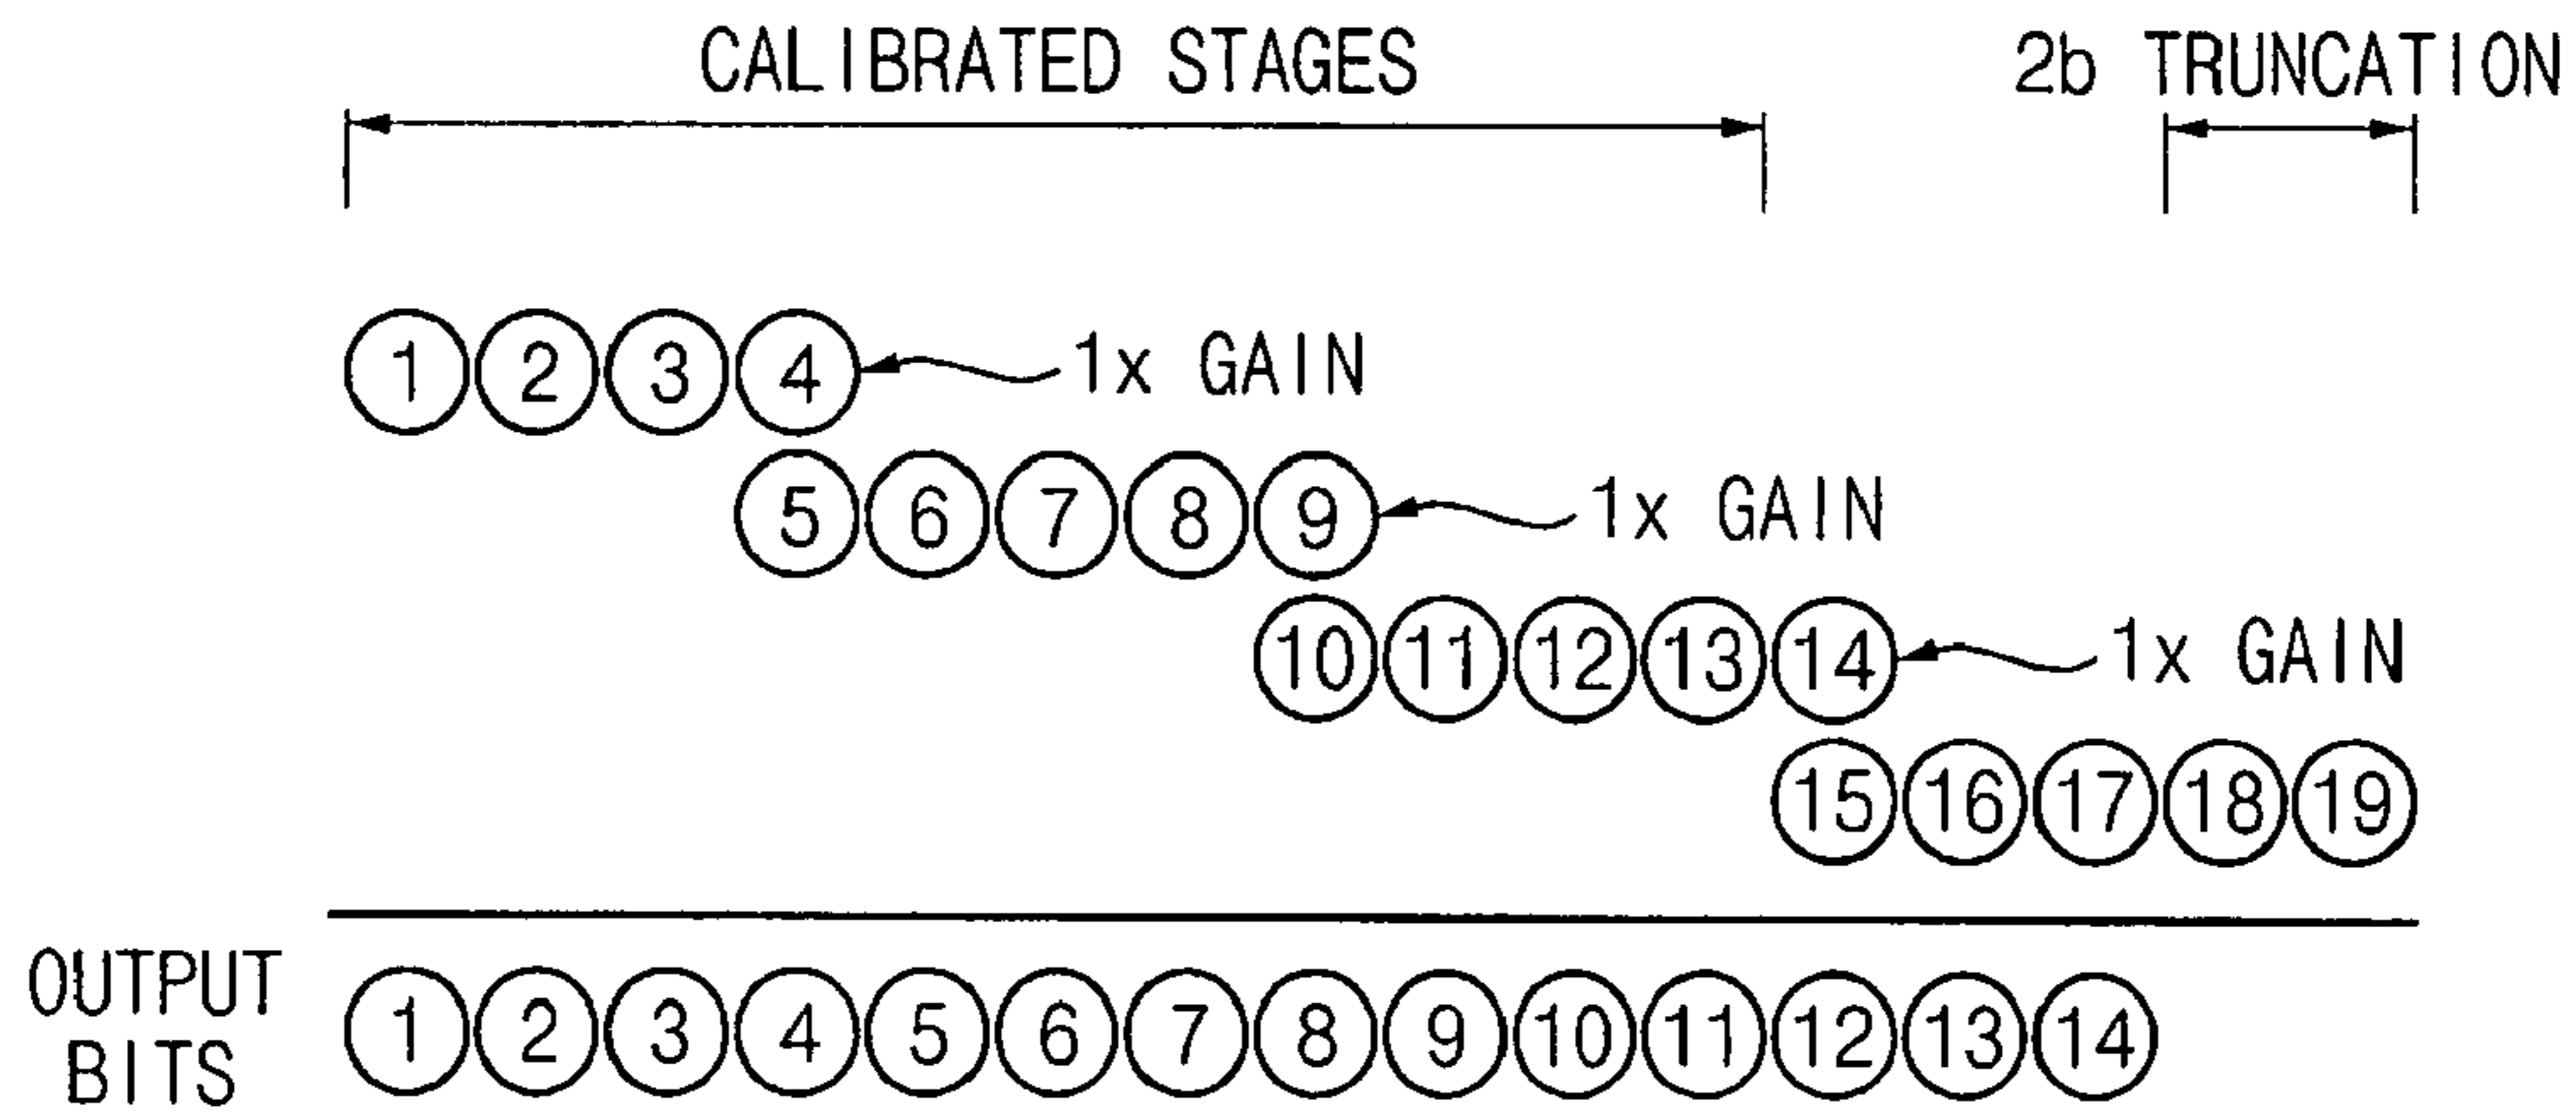 CALIBRATED STAGES 2b TRUNCATION
1 2 3 4 1x GAIN
5 6 7 8 9 1x GAIN
10 11 12 13 14 1x GAIN
15 16 17 18 19
OUTPUT
BITS
1 2 3 4 5 6 7 8 9 10 11 12 13 14